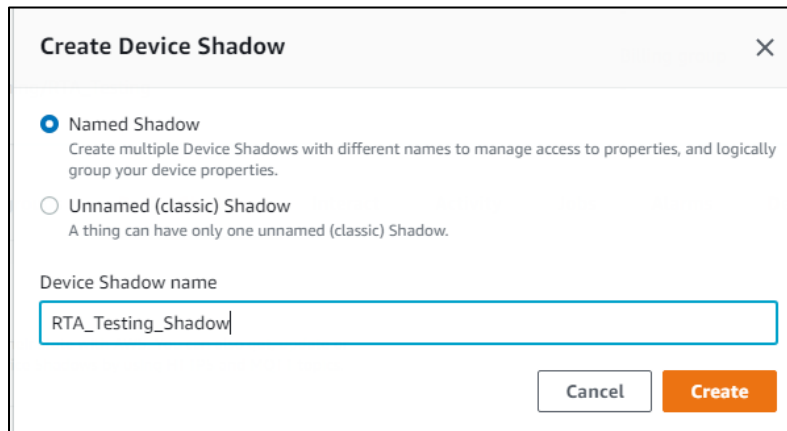 Create Device Shadow
Named Shadow
Create multiple Device Shadows with different names to manage access to properties, and logically
group your device properties.
Unnamed (classic) Shadow
A thing can have only one unnamed (classic) Shadow.
Device Shadow name
RTA_Testing_Shadow
Cancel Create